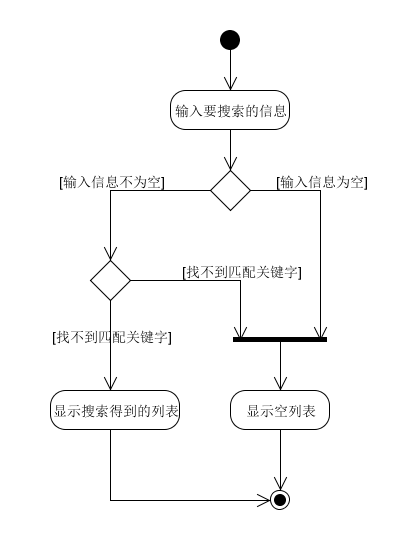 输入要搜索的信息
[输入信息不为空]
[输入信息为空]
[找不到匹配关键字]
[找不到匹配关键字]
显示搜索得到的列表
显示空列表